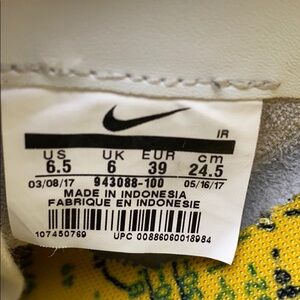 IR
US UK EUR cm
6.5 6 39 24.5
03/08/17 943088-100 05/16/17
MADE IN INDONESIA
FABRIQUE EN INDONESIE
107450769 UPC 00886060018984